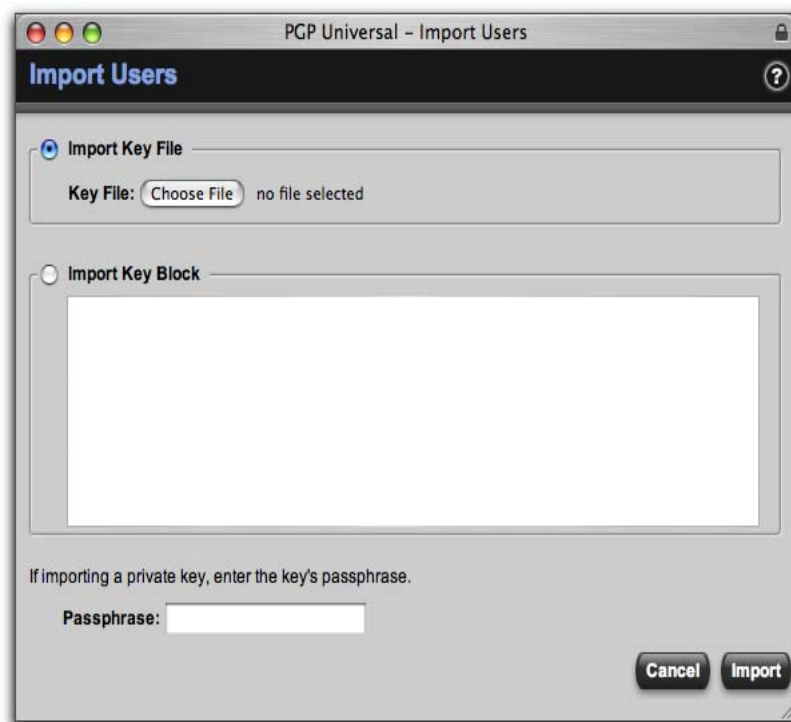 PGP Universal – Import Users
Import Users
?
Import Key File
Key File: Choose File no file selected
Import Key Block
If importing a private key, enter the key's passphrase.
Passphrase:
Cancel Import